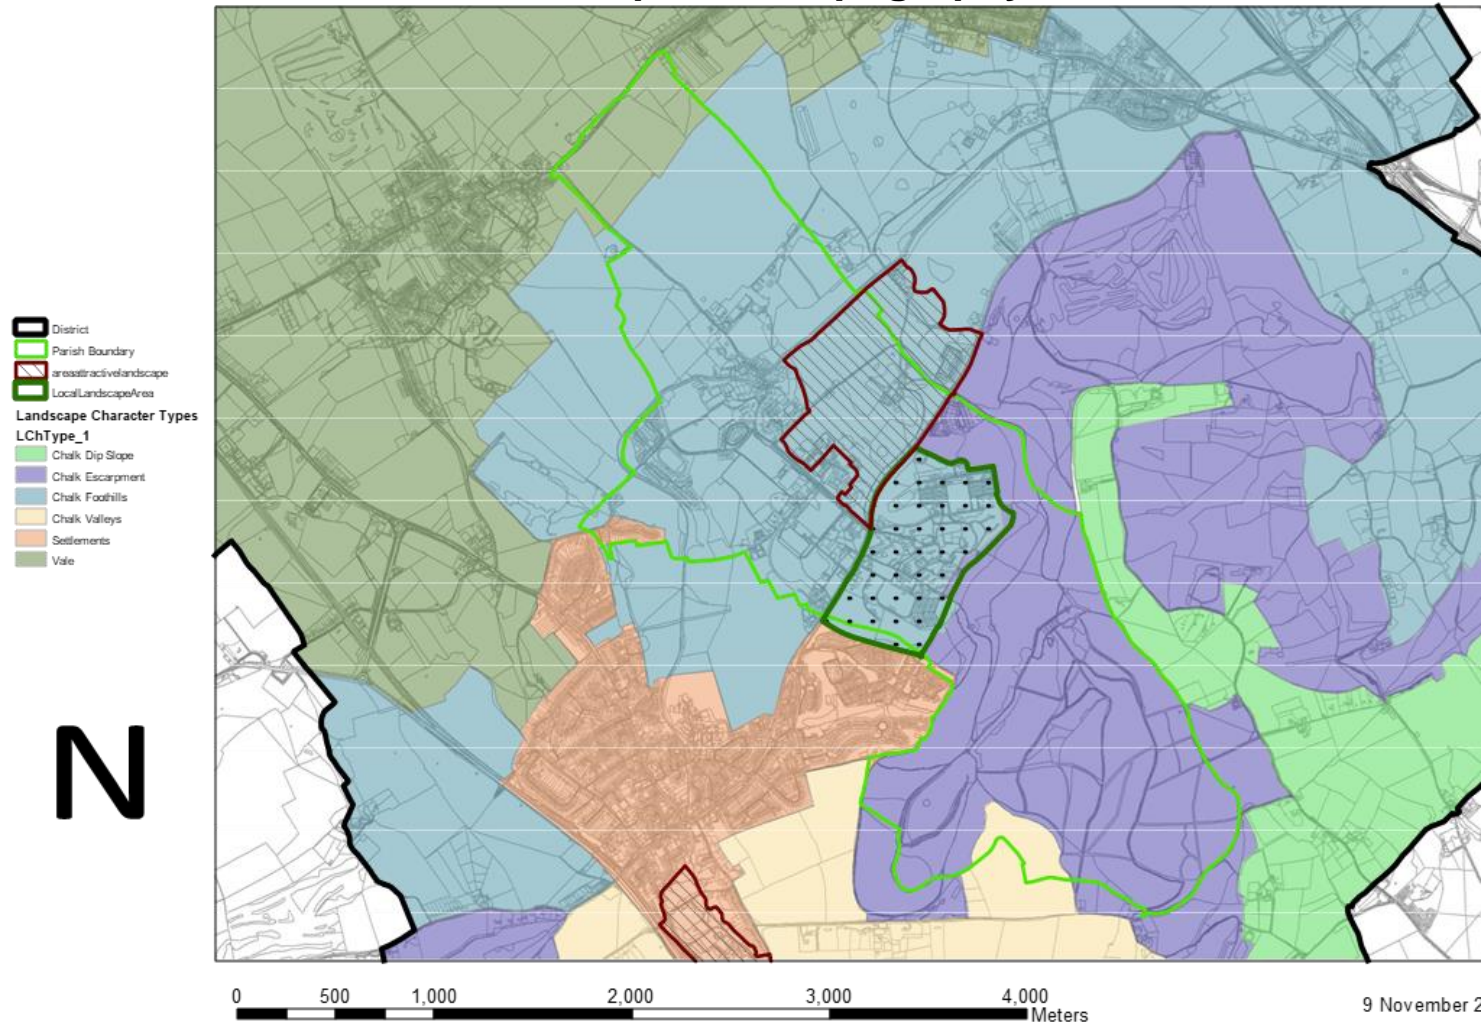 District
Parish Boundary
areaattractivelandscape
LocalLandscapeArea
Landscape Character Types
LChType_1
Chalk Dip Slope
Chalk Escarpment
Chalk Foothills
Chalk Valleys
Settlements
Vale
N
0 500 1,000 2,000 3,000 4,000
Meters
9 November 2